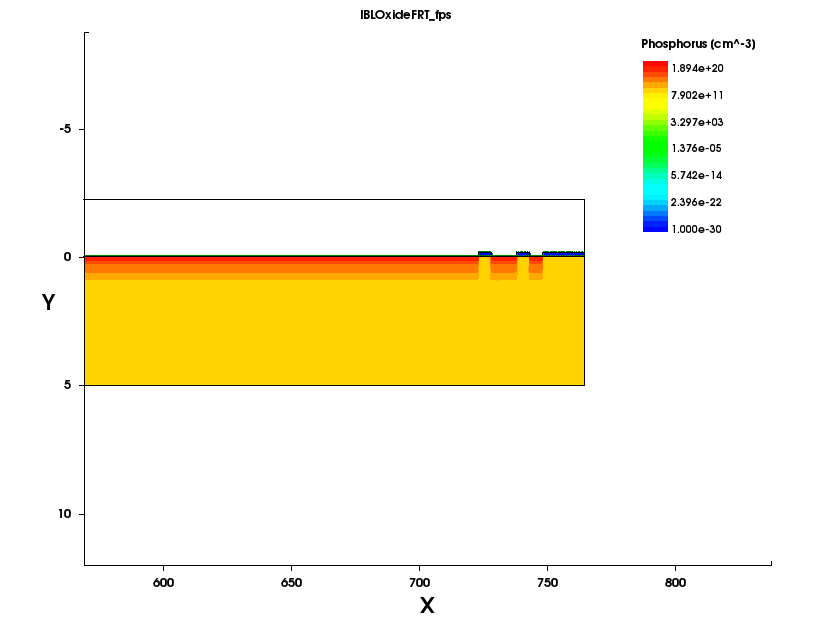 IBLOxideFRT_fps
Phosphorus (cm^-3)
1.894e+20
7.902e+11
3.297e+03
1.376e-05
5.742e-14
2.396e-22
1.000e-30
-5
0
Y
5
10
600 650 700 750 800
X